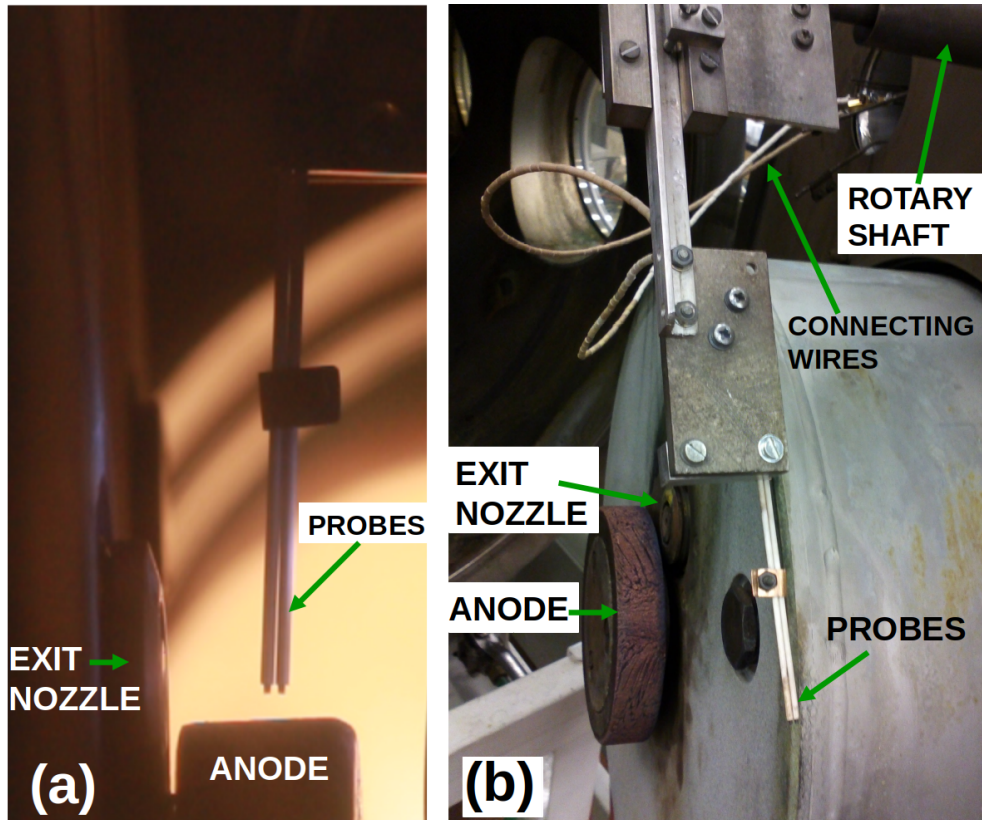 PROBES
EXIT
NOZZLE
ANODE
(a)
ROTARY
SHAFT
CONNECTING
WIRES
EXIT
NOZZLE
ANODE
PROBES
(b)